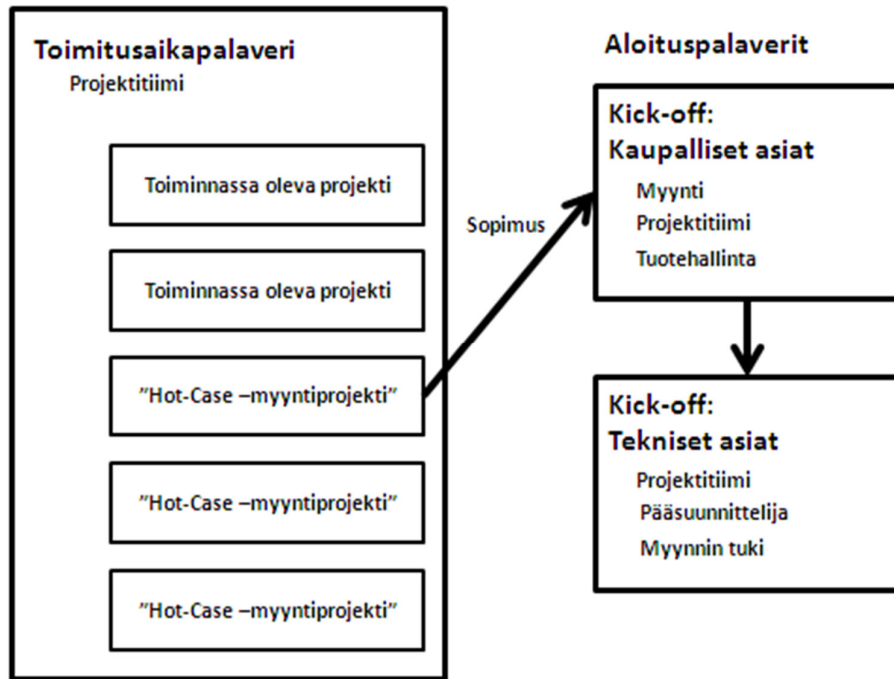 Toimitusaikapalaveri
Projektitiimi
Toiminnassa oleva projekti
Toiminnassa oleva projekti
”Hot-Case –myyntiprojekti”
”Hot-Case –myyntiprojekti”
”Hot-Case –myyntiprojekti”
Sopimus
Aloituspalaverit
Kick-off:
Kaupalliset asiat
Myynti
Projektitiimi
Tuotehallinta
Kick-off:
Tekniset asiat
Projektitiimi
Pääsuunnittelija
Myynnin tuki